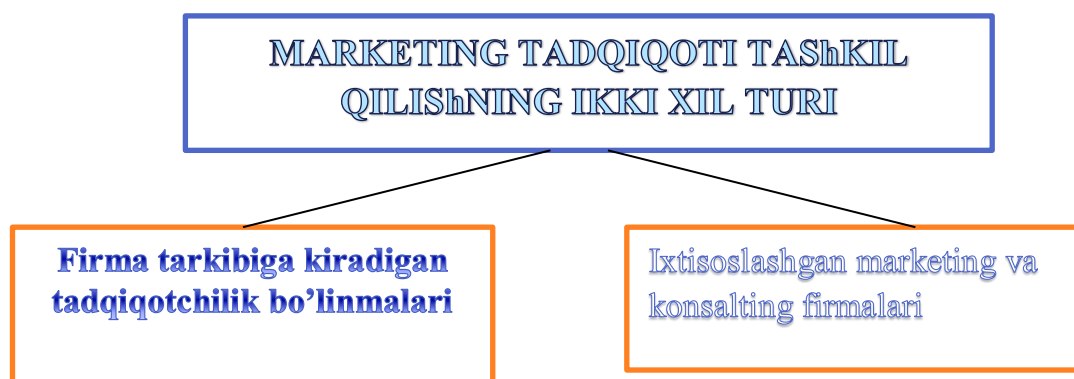 MARKETING TADQIQOTI TAShKIL
QILIShNING IKKI XIL TURI
Firma tarkibiga kiradigan
tadqiqotchilik bo’linmalari
Ixtisoslashgan marketing va
konsalting firmalari